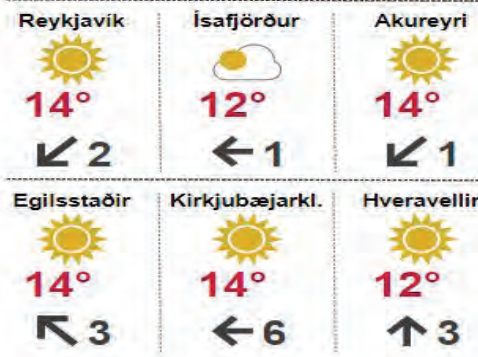 Reykjavík
Ísafjörður
Akureyri
14°
12°
14°
2
1
1
Egilsstaðir
Kirkjubæjarkl.
Hveravellir
14°
14°
12°
3
6
3